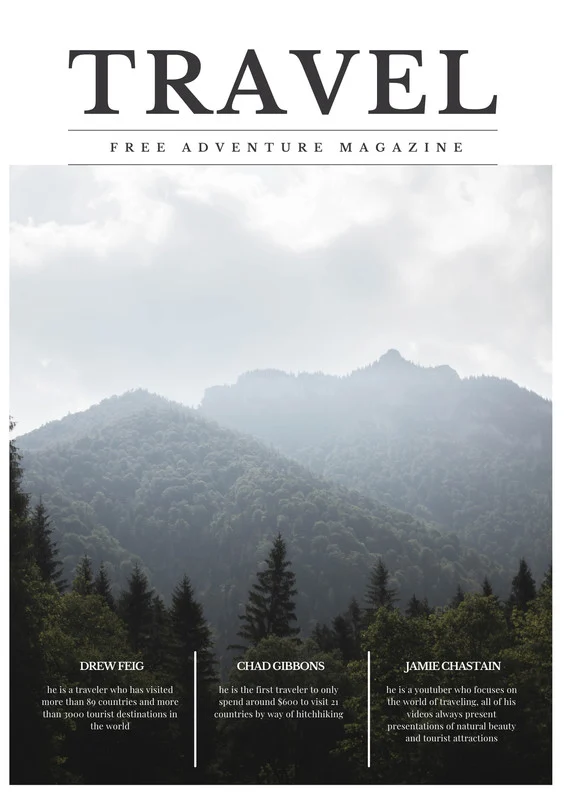 TRAVEL
FREE ADVENTURE MAGAZINE
DREW FEIG
he is a traveler who has visited
more than 89 countries and more
than 3000 tourist destinations in
the world
CHAD GIBBONS
he is the first traveler to only
spend around $600 to visit 21
countries by way of hitchhiking
JAMIE CHASTAIN
he is a youtuber who focuses on
the world of traveling, all of his
videos always present
presentations of natural beauty
and tourist attractions